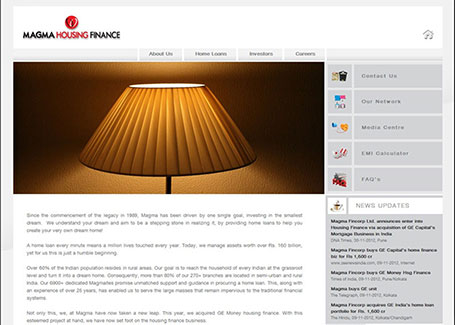 MAGMA HOUSING FINANCE
About Us
Home Loans
Investors
Careers
Contact Us
Our Network
Media Centre
EMI Calculator
FAQ's
Since the commencement of the legacy in 1989, Magma has been driven by one single goal, investing in the smallest
dream. We understand your dream and aim to be a stepping stone in realizing it, by providing home loans to help you
create your very own dream home!
A home loan every minute means a million lives touched every year. Today, we manage assets worth over Rs. 160 billion,
yet for us this is just a humble beginning.
Over 60% of the Indian population resides in rural areas. Our goal is to reach the household of every Indian at the grassroot
level and turn it into a dream home. Consequently, more than 80% of our 270+ branches are located in semi-urban and rural
India. Our 6900+ dedicated Magmaites promise unmatched support and guidance in procuring a home loan. This, along with
an experience of over 25 years, has enabled us to serve the large masses that remain impervious to the traditional financial
systems.
Not only this, we, at Magma have now taken a new leap. This year, we acquired GE Money housing finance. With this
esteemed project at hand, we have now set foot on the housing finance business.
NEWS UPDATES
Magma Fincorp Ltd. announces enter into
Housing Finance via acquisition of GE Capital's
Mortgage Business in India
DNA Times, 09-11-2012, Pune
Magma Fincorp buys GE Capital's home finance
biz for Rs 1,600 cr
09-11-2012, Internet
Magma Fincorp buys GE Money Hsg Finance
Times of India, 09-11-2012, Pune
Magma buys GE unit
The Telegraph, 09-11-2012, Kolkata
Magma Fincorp buys GE India's home loan
portfolio for Rs. 1,600 cr
09-11-2012, Kolkata/Chandigarh